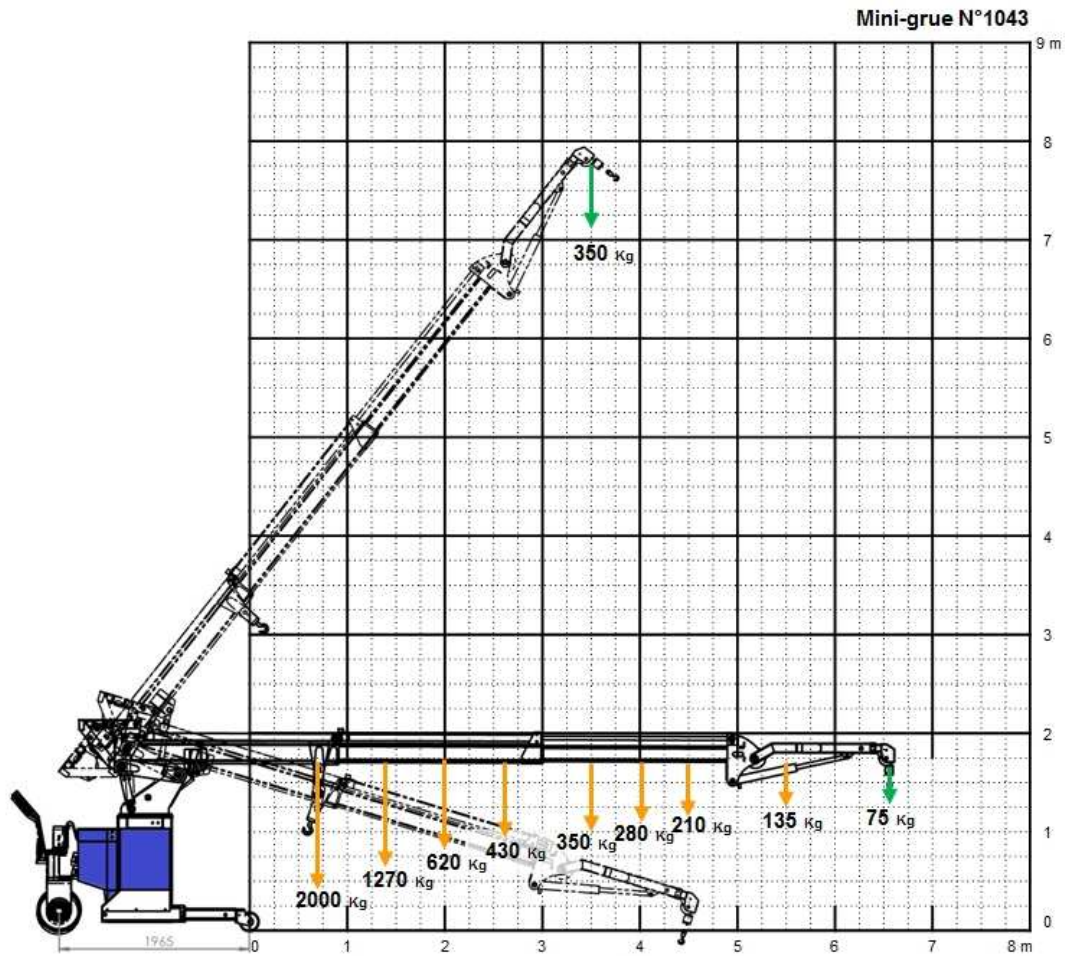 Mini-grue N°1043
9 m
8
7
350 Kg
6
5
4
3
2
1
0
2000 Kg
1270 Kg
620 Kg
430 Kg
350 Kg
280 Kg
210 Kg
135 Kg
75 Kg
1965
0 1 2 3 4 5 6 7 8 m